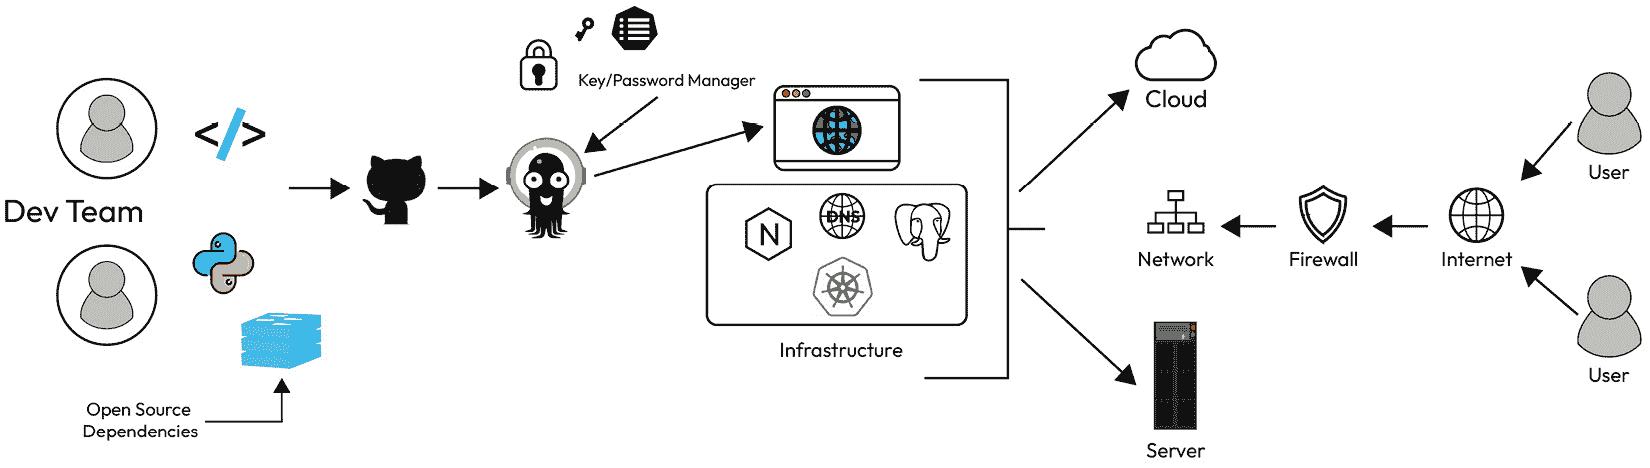 Dev Team
</>
Open Source
Dependencies
Key/Password Manager
N
DNS
Infrastructure
Cloud
Network
Firewall
Internet
Server
User
User